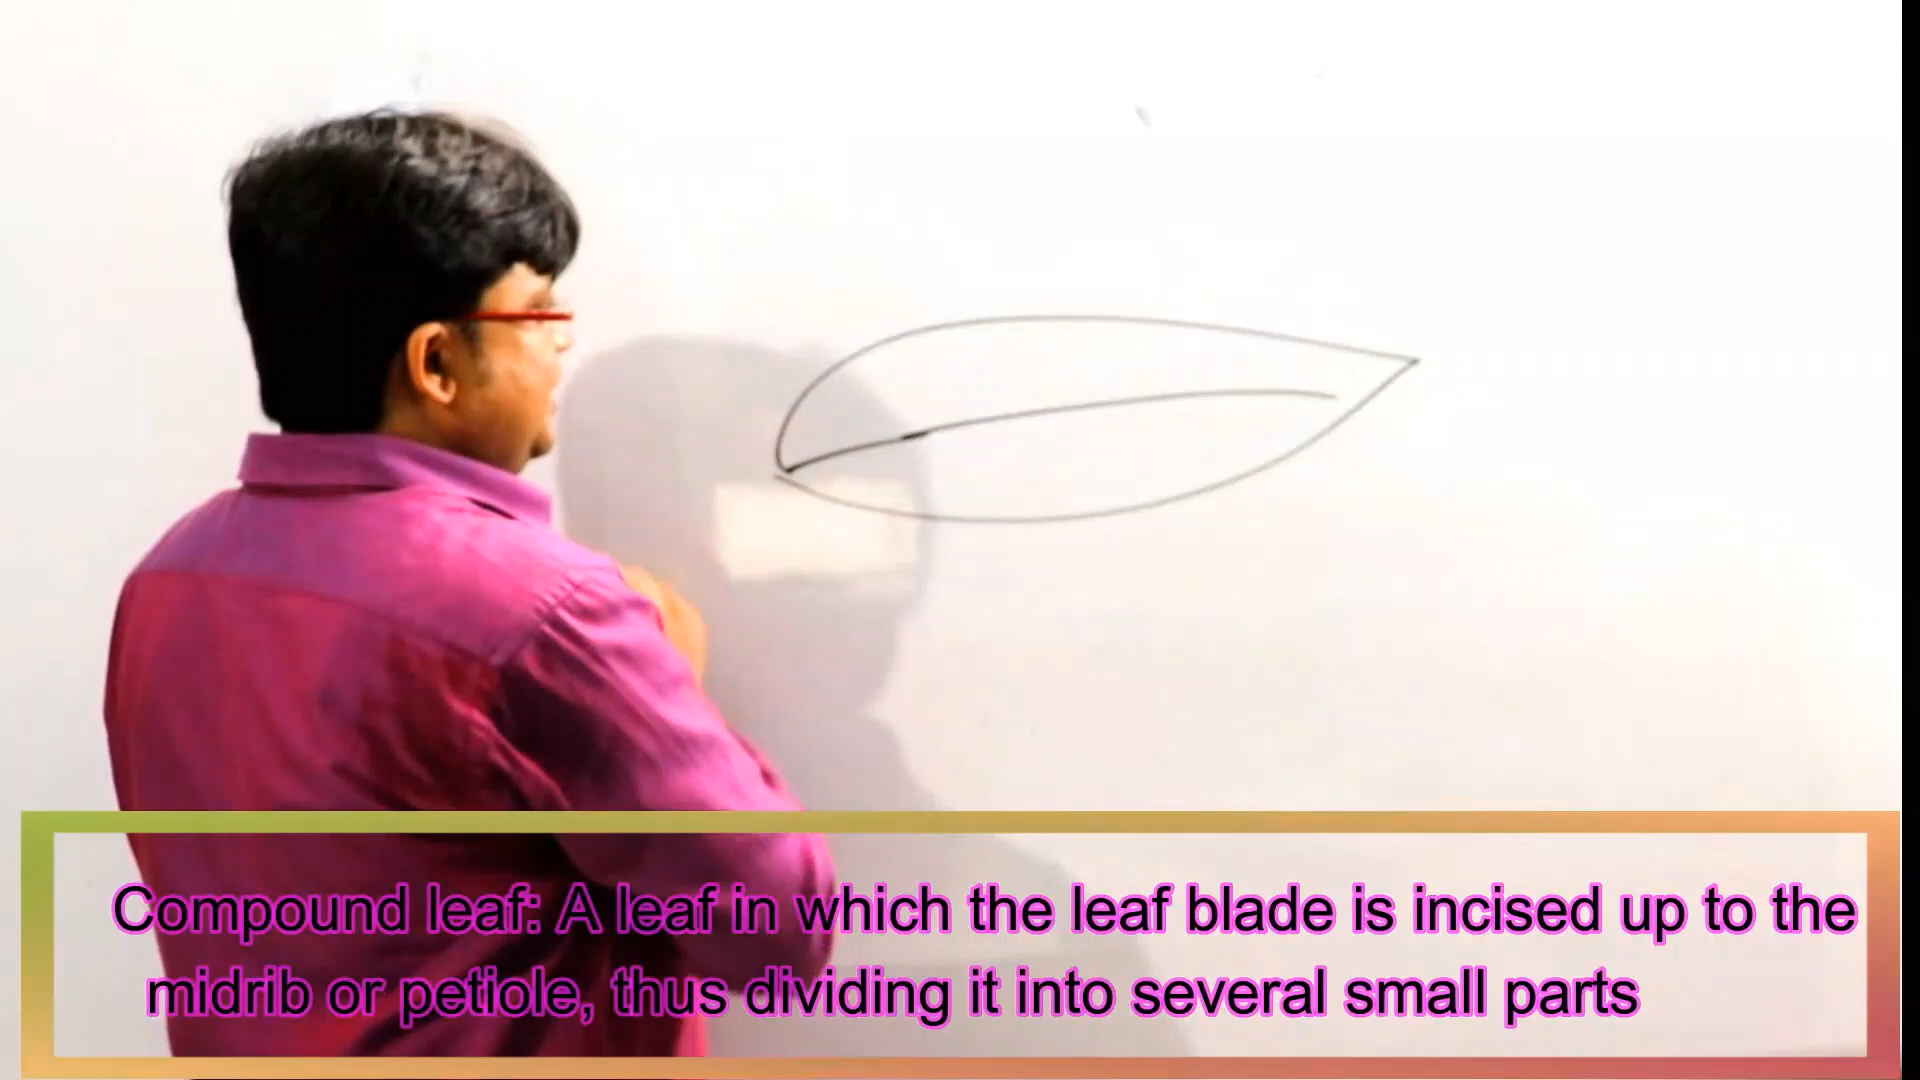 Compound leaf: A leaf in which the leaf blade is incised up to the
midrib or petiole, thus dividing it into several small parts